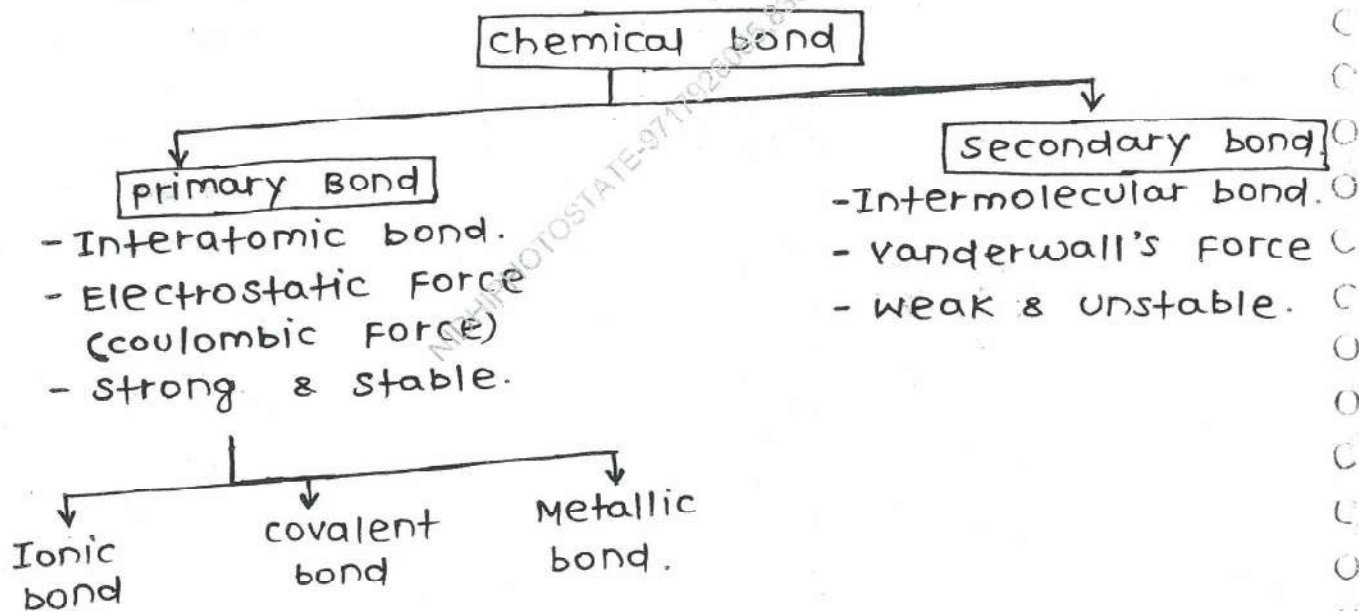 chemical bond
primary Bond
- Interatomic bond.
- Electrostatic Force
(coulombic Force)
- strong & stable.
secondary bond
- Intermolecular bond.
- vanderwall's Force
- weak & unstable.
Ionic
bond
covalent
bond
Metallic
bond.